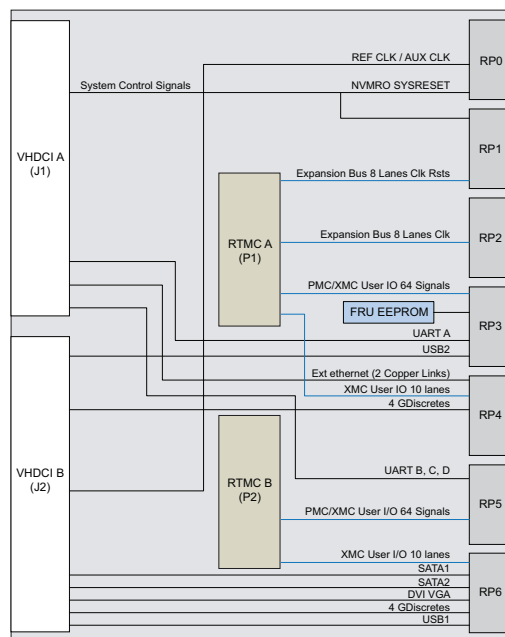 REF CLK / AUX CLK
RP0
System Control Signals
NVMRO SYSRESET
VHDCI A
(J1)
RP1
Expansion Bus 8 Lanes Clk Rsts
RTMC A
(P1)
Expansion Bus 8 Lanes Clk
RP2
PMC/XMC User IO 64 Signals
FRU EEPROM
RP3
UART A
USB2
Ext ethernet (2 Copper Links)
XMC User IO 10 lanes
4 GDiscretes
RP4
VHDCI B
(J2)
RTMC B
(P2)
UART B, C, D
RP5
PMC/XMC User I/O 64 Signals
XMC User I/O 10 lanes
SATA1
SATA2
DVI VGA
4 GDiscretes
USB1
RP6